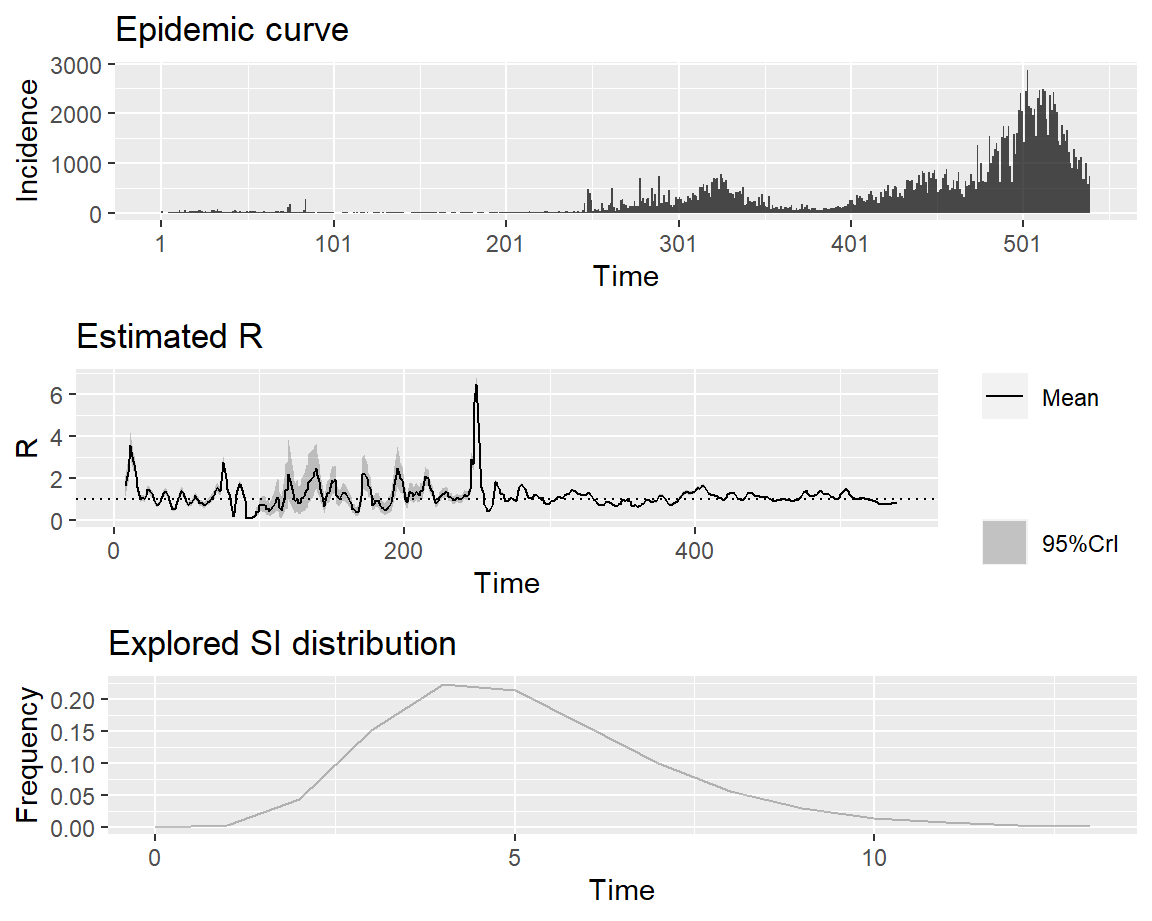 Epidemic curve
3000
2000
1000
0
Incidence
1 101 201 301 401 501
Time
Estimated R
6
4
2
0
R
0 200 400
Time
Mean
95%CrI
Explored SI distribution
0.20
0.15
0.10
0.05
0.00
Frequency
0 5 10
Time